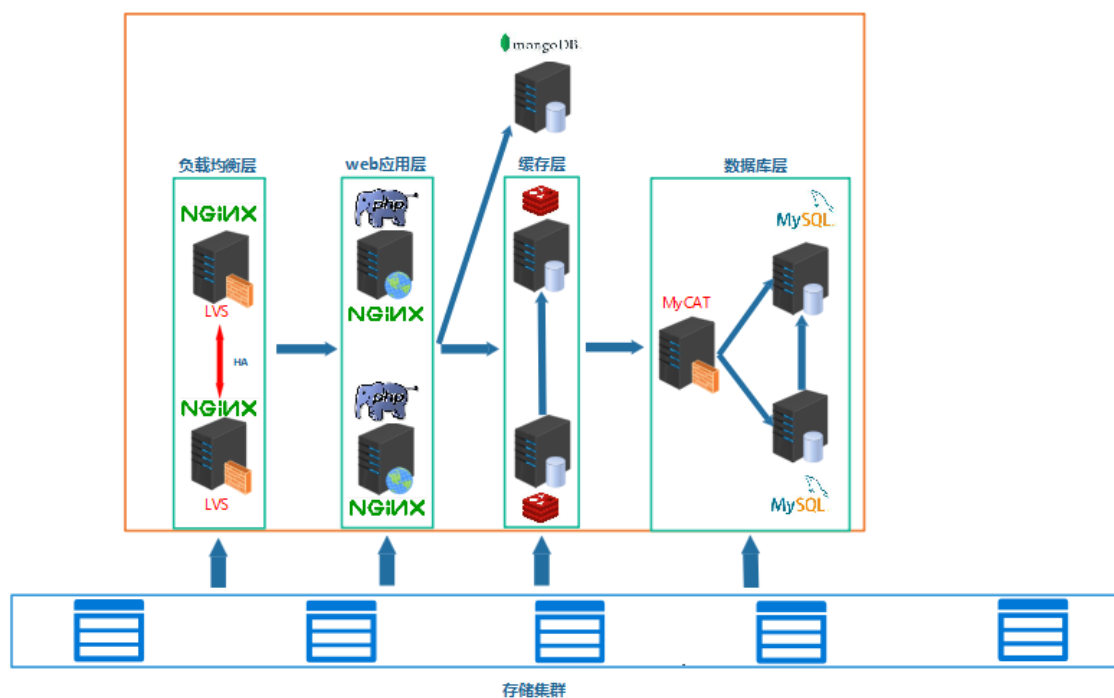 mongoDB.
负载均衡层
web应用层
缓存层
数据库层
NGiNX
php
MySQL
LVS
NGiNX
MyCAT
HA
NGiNX
php
LVS
NGiNX
MySQL
存储集群